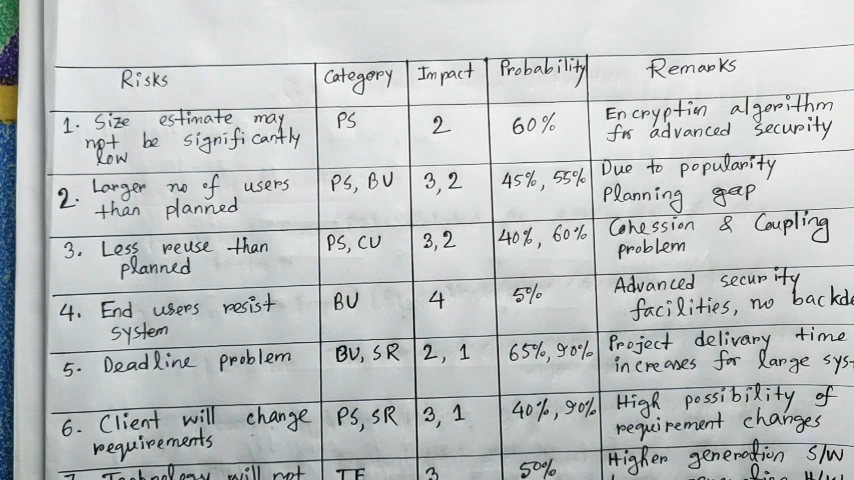 Risks Category Impact Probability Remarks
1. Size estimate may PS 2 60% Encryption algorithm
not be significantly for advanced security
low
2. Larger no of users PS, BU 3, 2 45%, 55% Due to popularity
than planned Planning gap
3. Less reuse than PS, CU 3, 2 40%, 60% Cohession & Coupling
planned problem
4. End users resist BU 4 5% Advanced security
system facilities, no backd
5. Deadline problem BU, SR 2, 1 65%, 90% Project delivary time
increases for large sys
6. Client will change PS, SR 3, 1 40%, 90% High possibility of
requirements requirement changes
7. Technology will not TE 3 50% Higher generation S/W